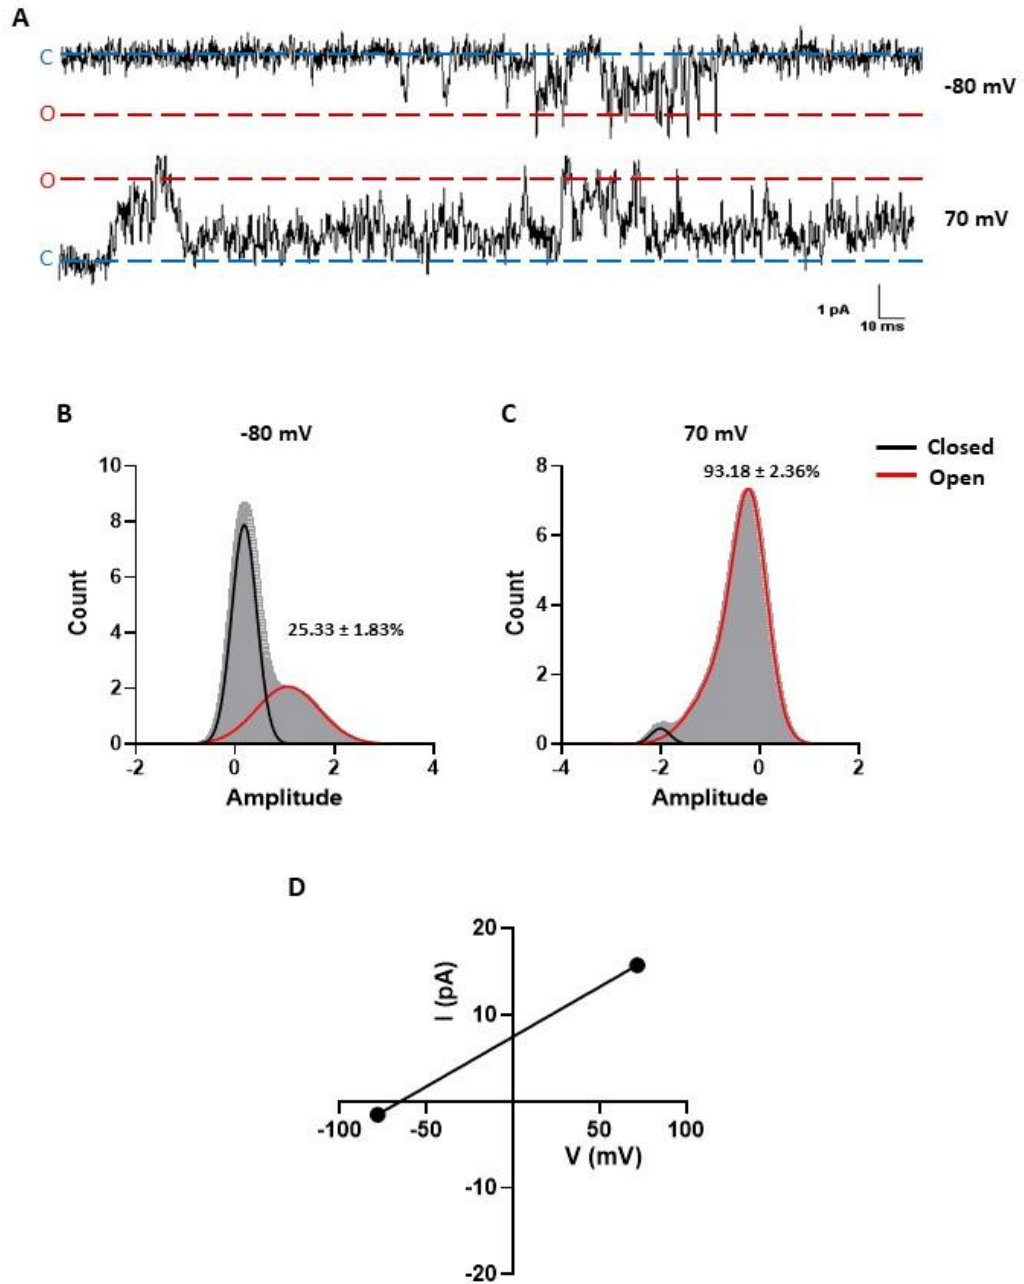 A
C
-80 mV
O
O
70 mV
C
1 pA
10 ms
B
-80 mV
10
8
6
4
2
0
Count
25.33 ± 1.83%
-2
0
2
4
Amplitude
C
70 mV
93.18 ± 2.36%
8
6
4
2
0
Count
-4
-2
0
2
Amplitude
Closed
Open
D
20
10
-10
-20
I (pA)
-100
-50
50
100
V (mV)